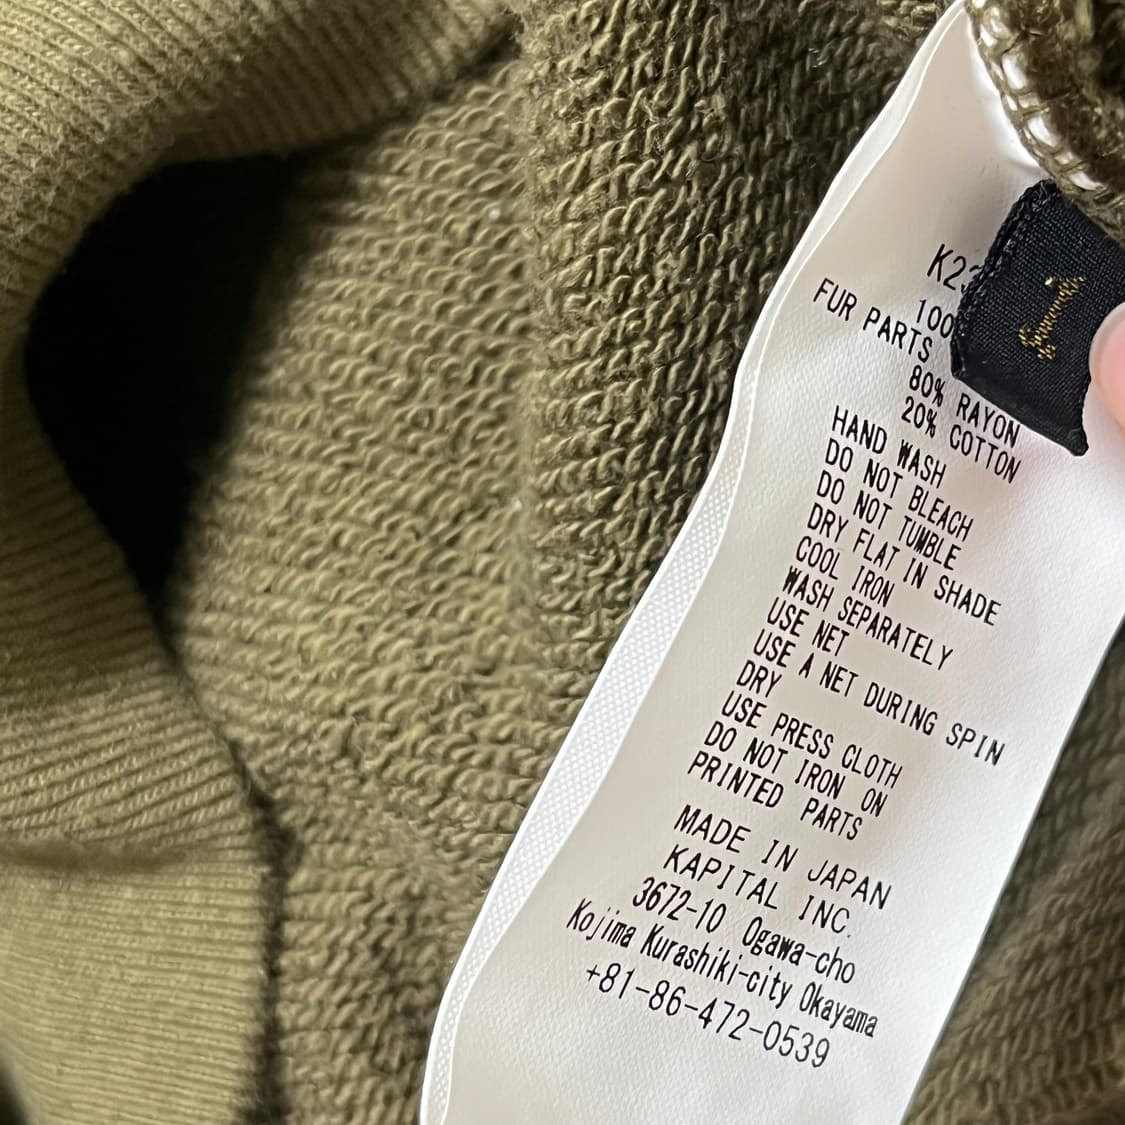 1
100
FUR PARTS
80% RAYON
20% COTTON
HAND WASH
DO NOT BLEACH
DO NOT TUMBLE
DRY FLAT IN SHADE
COOL IRON
WASH SEPARATELY
USE NET
USE A NET DURING SPIN
DRY
USE PRESS CLOTH
DO NOT IRON ON
PRINTED PARTS
MADE IN JAPAN
KAPITAL INC.
3672-10 Ogawa-cho
Kojima Kurashiki-city Okayama
+81-86-472-0539